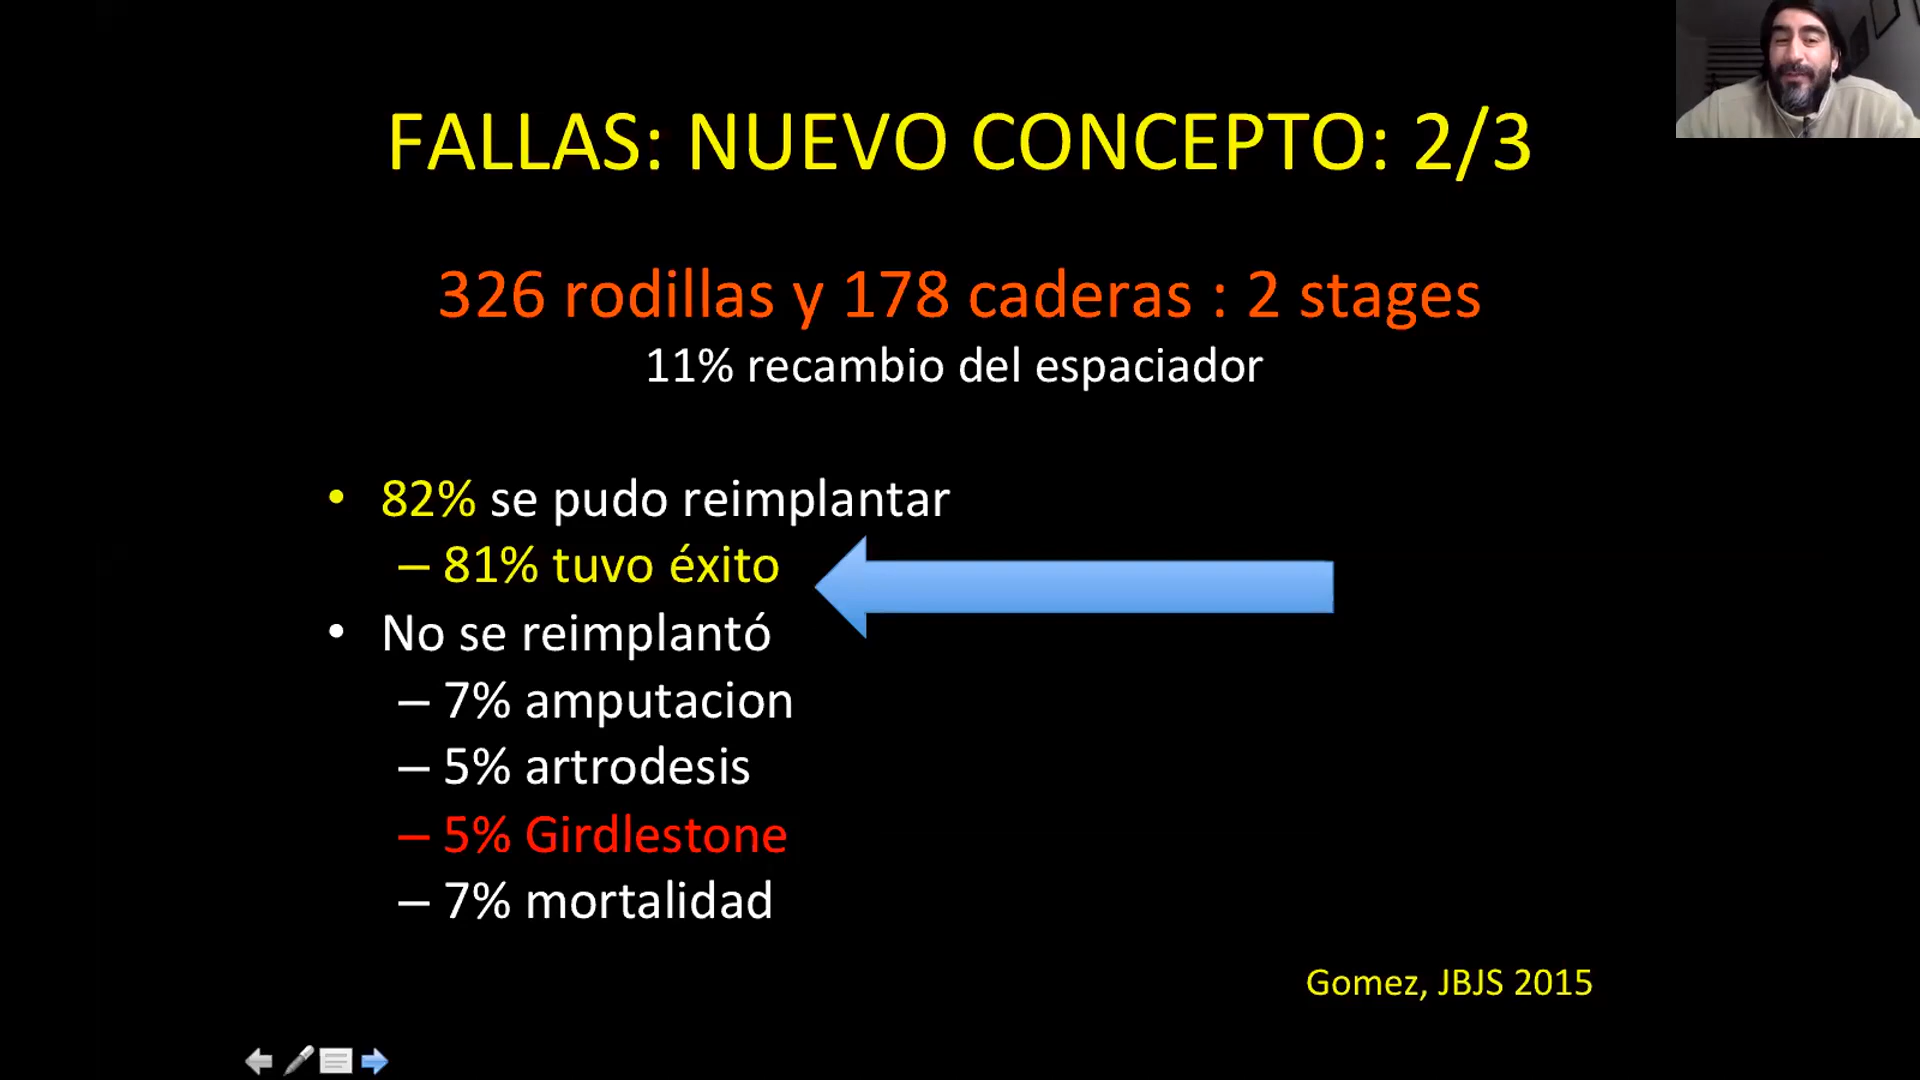 FALLAS: NUEVO CONCEPTO: 2/3
326 rodillas y 178 caderas : 2 stages
11% recambio del espaciador
• 82% se pudo reimplantar
– 81% tuvo éxito
• No se reimplantó
– 7% amputacion
– 5% artrodesis
– 5% Girdlestone
– 7% mortalidad
Gomez, JBJS 2015